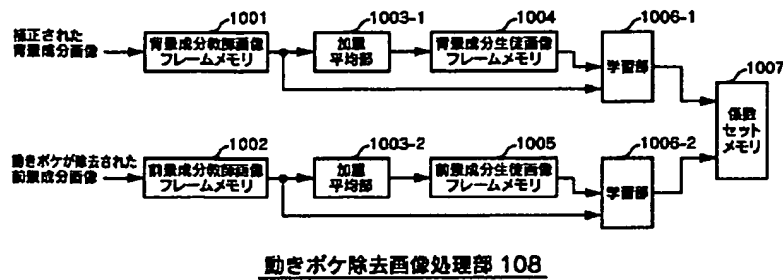 補正された
背景成分画像
1001
背景成分教師画像
フレームメモリ
1003-1
加重
平均部
1004
背景成分生徒画像
フレームメモリ
1006-1
学習部
1007
係数
セット
メモリ
動きボケが除去された
前景成分画像
1002
前景成分教師画像
フレームメモリ
1003-2
加重
平均部
1005
前景成分生徒画像
フレームメモリ
1006-2
学習部
動きボケ除去画像処理部 108